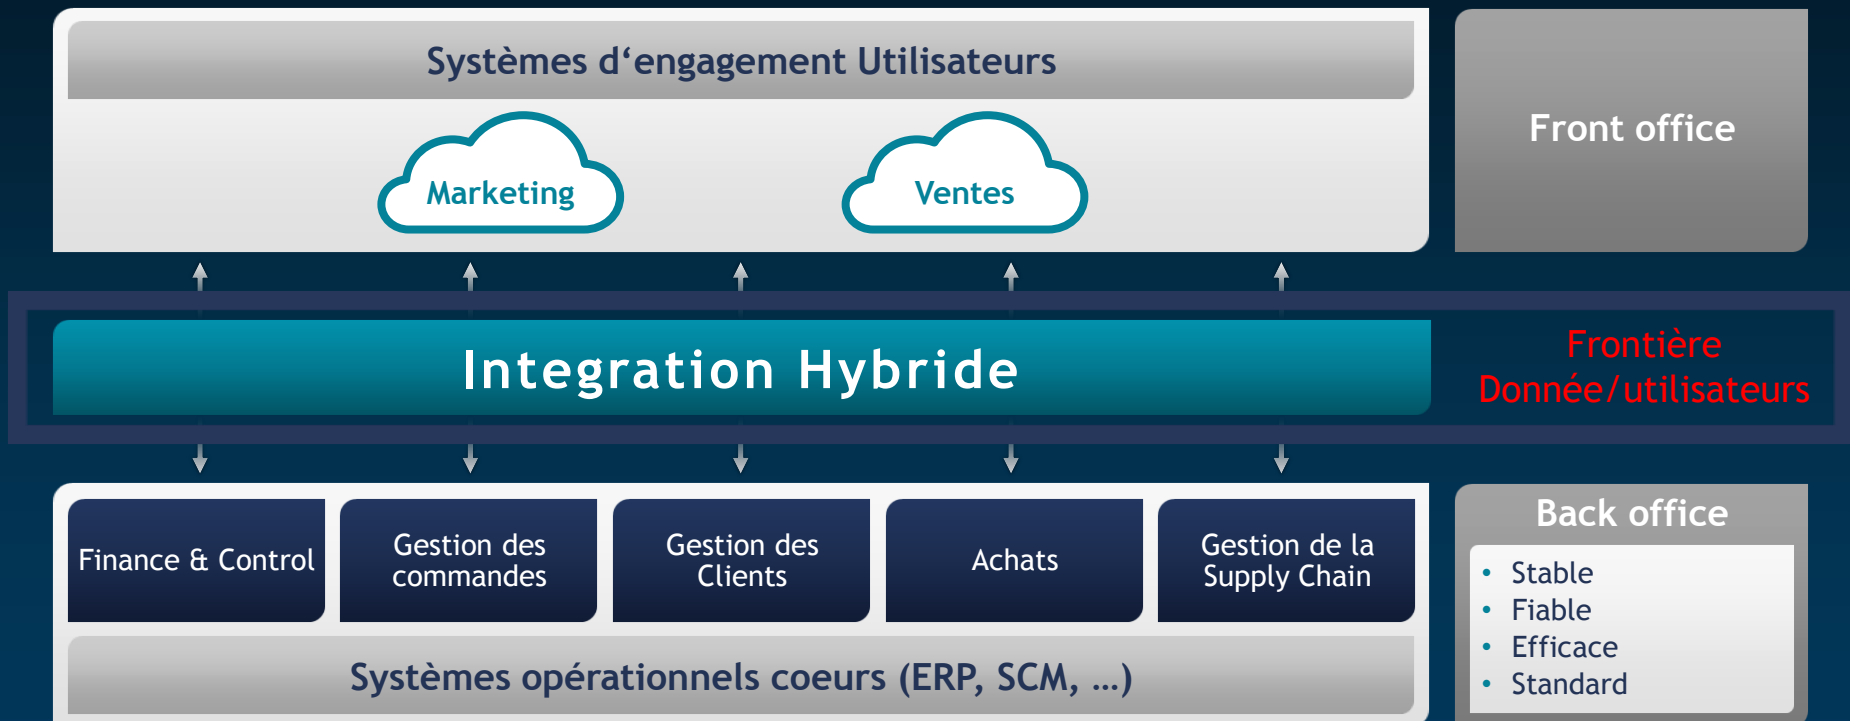 Systèmes d‘engagement Utilisateurs
Front office
Marketing
Ventes
Integration Hybride
Frontière
Donnée/utilisateurs
Finance & Control
Gestion des
commandes
Gestion des
Clients
Achats
Gestion de la
Supply Chain
Systèmes opérationnels coeurs (ERP, SCM, …)
Back office
• Stable
• Fiable
• Efficace
• Standard